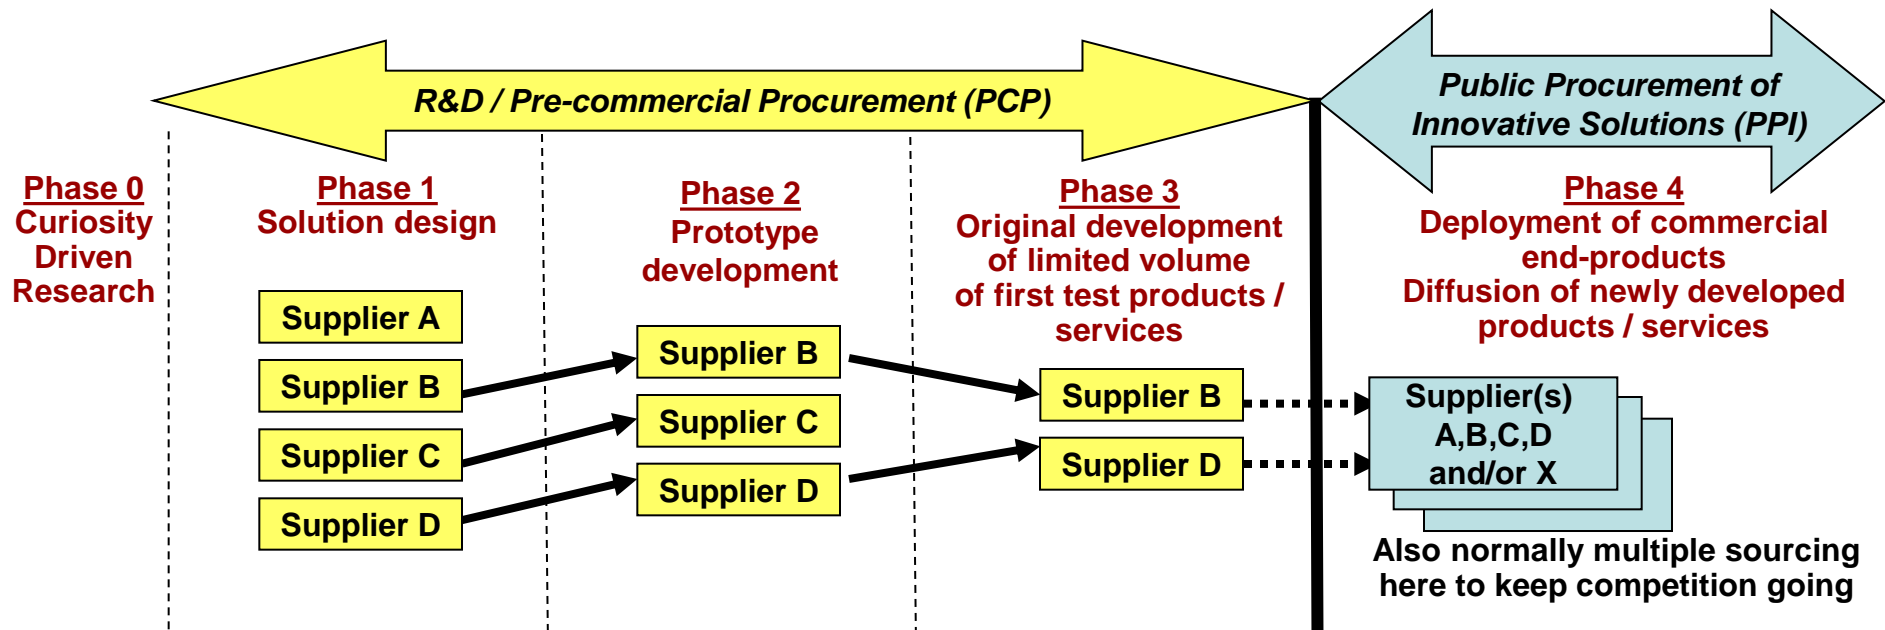 R&D / Pre-commercial Procurement (PCP)
Public Procurement of
Innovative Solutions (PPI)
Phase 0
Curiosity
Driven
Research
Phase 1
Solution design
Supplier A
Supplier B
Supplier C
Supplier D
Phase 2
Prototype
development
Supplier B
Supplier C
Supplier D
Phase 3
Original development
of limited volume
of first test products /
services
Supplier B
Supplier D
Phase 4
Deployment of commercial
end-products
Diffusion of newly developed
products / services
Supplier(s)
A,B,C,D
and/or X
Also normally multiple sourcing
here to keep competition going